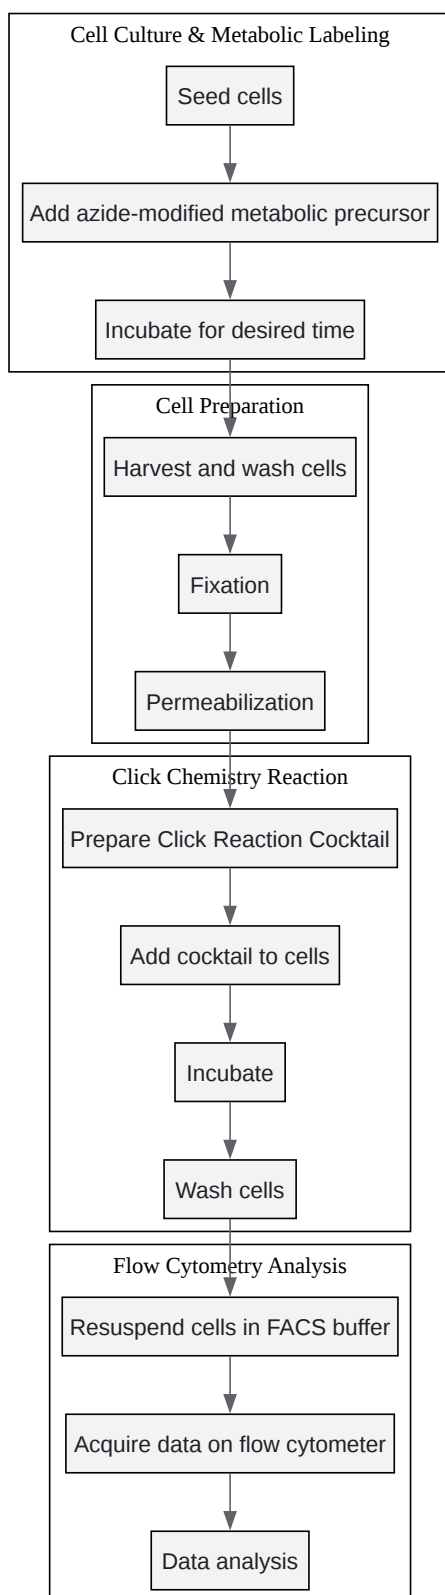 Cell Culture & Metabolic Labeling
Seed cells
Add azide-modified metabolic precursor
Incubate for desired time
Cell Preparation
Harvest and wash cells
Fixation
Permeabilization
Click Chemistry Reaction
Prepare Click Reaction Cocktail
Add cocktail to cells
Incubate
Wash cells
Flow Cytometry Analysis
Resuspend cells in FACS buffer
Acquire data on flow cytometer
Data analysis